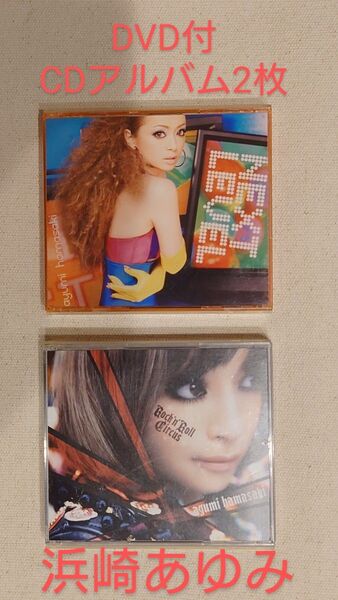 DVD付
CDアルバム2枚
NEXT
LEVEL
ayumi hamasaki
Rock'n'Roll
Circus
ayumi hamasaki
浜崎あゆみ